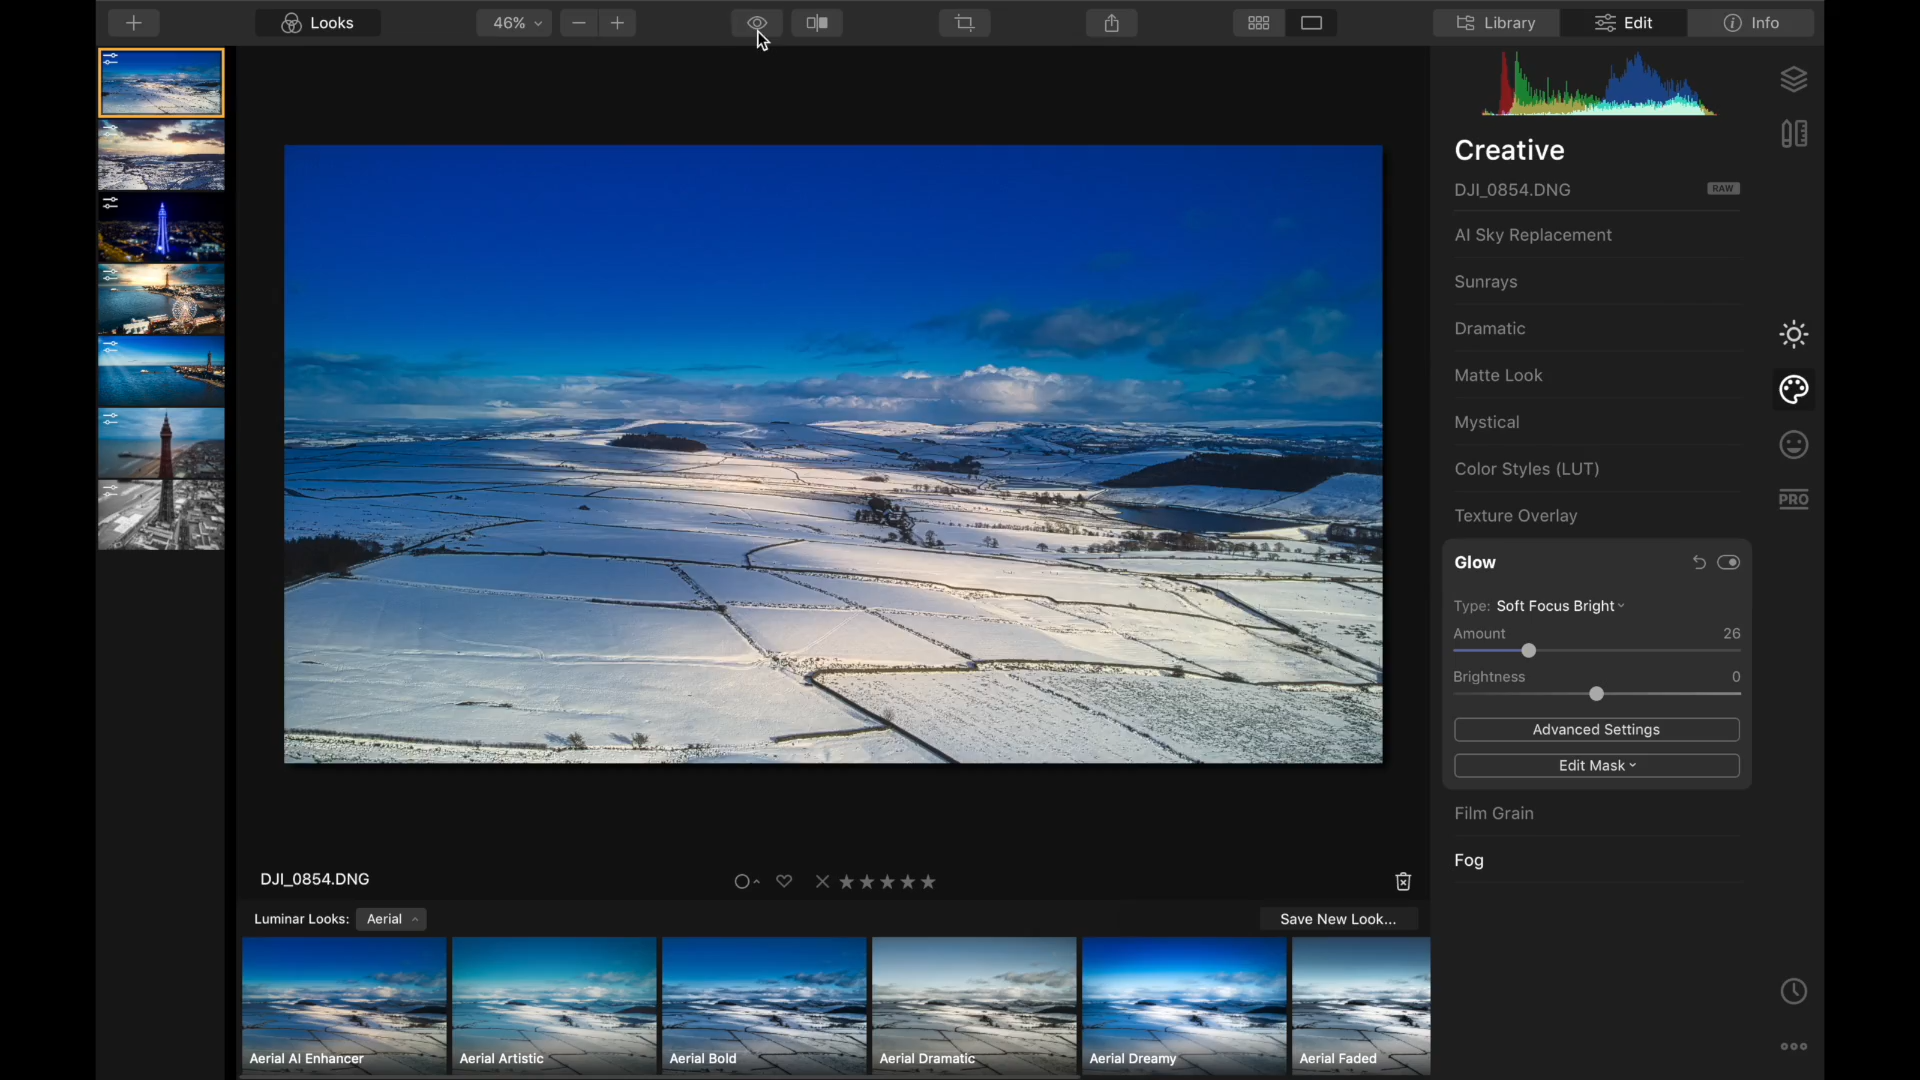 Looks
46%
Library
Edit
Info
Creative
DJI_0854.DNG
RAW
AI Sky Replacement
Sunrays
Dramatic
Matte Look
Mystical
Color Styles (LUT)
Texture Overlay
PRO
Glow
Type: Soft Focus Bright
Amount 26
Brightness 0
Advanced Settings
Edit Mask
Film Grain
Fog
DJI_0854.DNG
Luminar Looks: Aerial
Save New Look...
Aerial AI Enhancer
Aerial Artistic
Aerial Bold
Aerial Dramatic
Aerial Dreamy
Aerial Faded